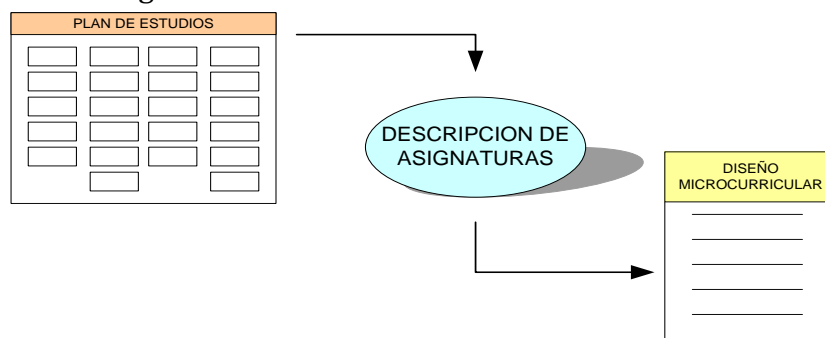 PLAN DE ESTUDIOS
DESCRIPCION DE
ASIGNATURAS
DISEÑO
MICROCURRICULAR